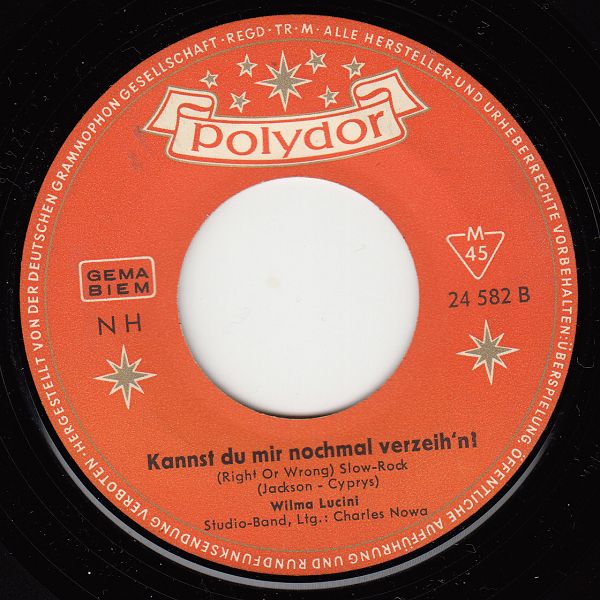 HERGESTELLT VON DER DEUTSCHEN GRAMMOPHON GESELLSCHAFT · REGD · TR · M · ALLE HERSTELLER- UND URHEBERRECHTE VORBEHALTEN: ÜBERSPIELUNG, ÖFFENTLICHE AUFFÜHRUNG UND RUNDFUNKSENDUNG VERBOTEN ·
Polydor
M
45
GEMA
BIEM
24 582 B
NH
Kannst du mir nochmal verzeih'n?
(Right Or Wrong) Slow-Rock
(Jackson - Cyprys)
Wilma Lucini
Studio-Band, Ltg.: Charles Nowa